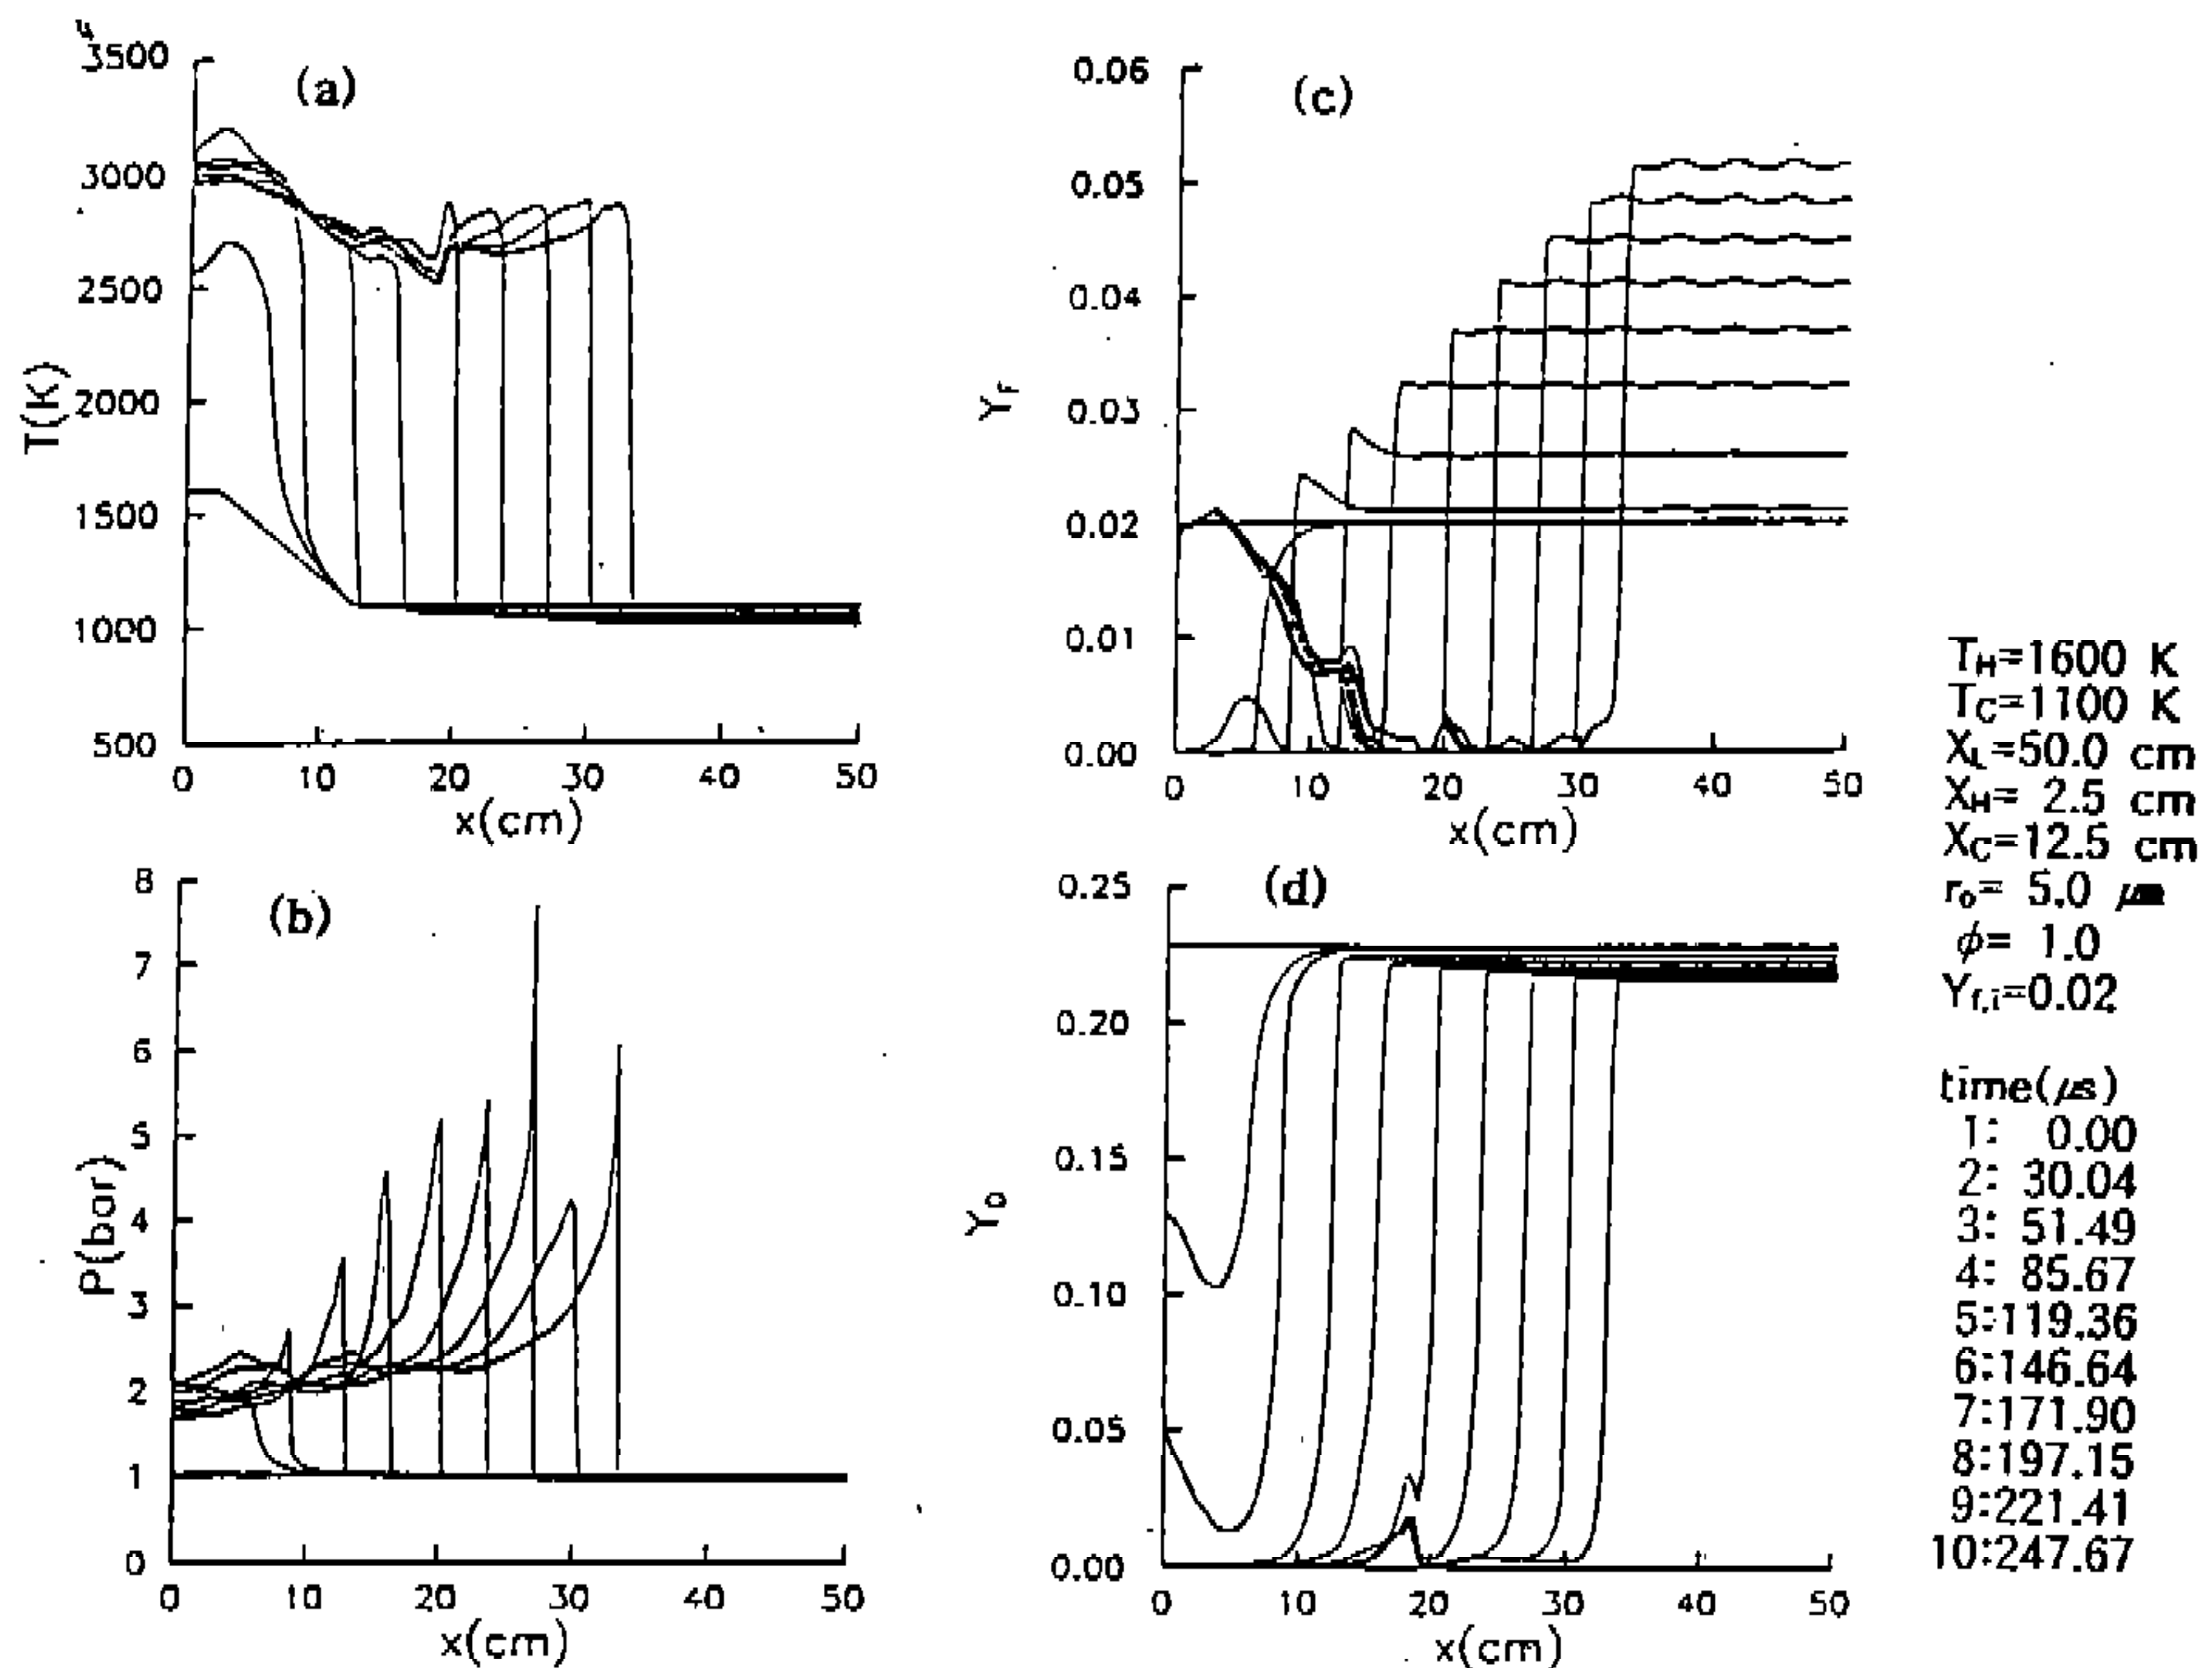 (a)
3500
3000
2500
2000
1500
1000
500
T(K)
0 10 20 30 40 50
x(cm)
(b)
8
7
6
5
4
3
2
1
0
P(bar)
0 10 20 30 40 50
x(cm)
(c)
0.06
0.05
0.04
0.03
0.02
0.01
0.00
Y_F
0 10 20 30 40 50
x(cm)
(d)
0.25
0.20
0.15
0.10
0.05
0.00
Y_O
0 10 20 30 40 50
x(cm)
T_H=1600 K
T_C=1100 K
X_L=50.0 cm
X_H= 2.5 cm
X_C=12.5 cm
r_o= 5.0 μm
ϕ= 1.0
Y_f,i=0.02
time(μs)
1: 0.00
2: 30.04
3: 51.49
4: 85.67
5:119.36
6:146.64
7:171.90
8:197.15
9:221.41
10:247.67